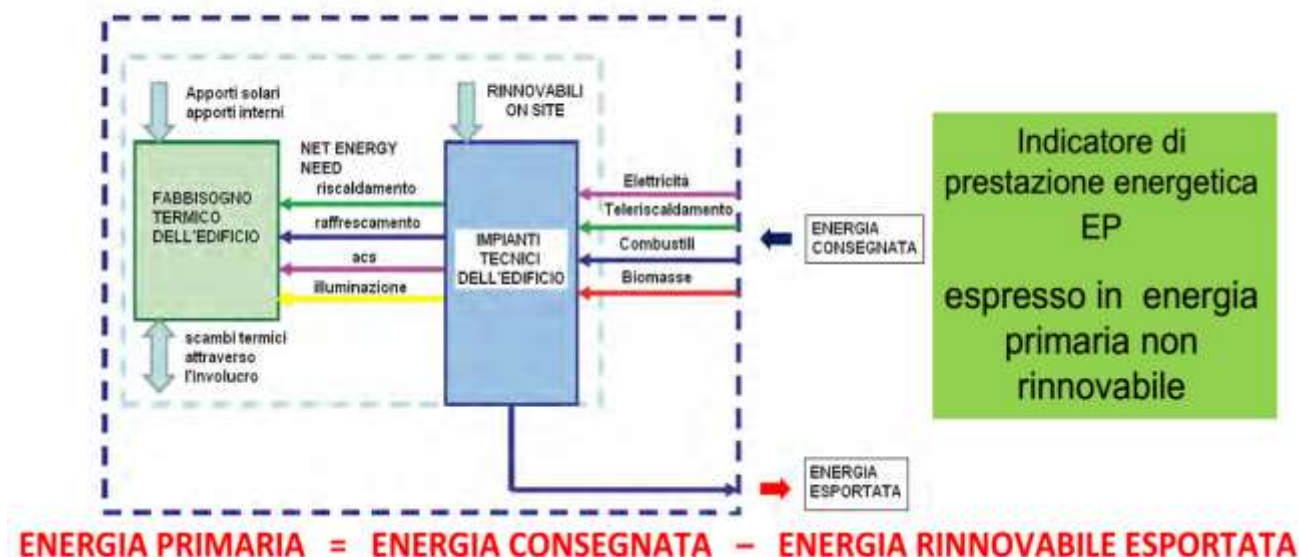 Apporti solari
apporti interni
RINNOVABILI
ON SITE
NET ENERGY
NEED
riscaldamento
raffrescamento
acs
illuminazione
FABBISOGNO
TERMICO
DELL'EDIFICIO
IMPIANTI
TECNICI
DELL'EDIFICIO
Elettricità
Teleriscaldamento
Combustili
Biomasse
ENERGIA
CONSEGNATA
scambi termici
attraverso
l'involucro
ENERGIA
ESPORTATA
Indicatore di
prestazione energetica
EP
espresso in energia
primaria non
rinnovabile
ENERGIA PRIMARIA = ENERGIA CONSEGNATA – ENERGIA RINNOVABILE ESPORTATA